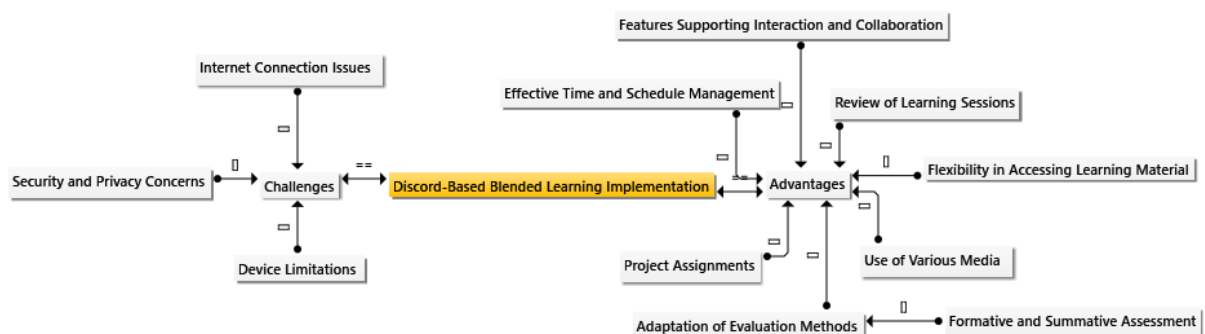 Features Supporting Interaction and Collaboration
Internet Connection Issues
Effective Time and Schedule Management
Review of Learning Sessions
==
==
Security and Privacy Concerns
Challenges
Discord-Based Blended Learning Implementation
Advantages
Flexibility in Accessing Learning Material
Device Limitations
Project Assignments
Use of Various Media
Adaptation of Evaluation Methods
Formative and Summative Assessment